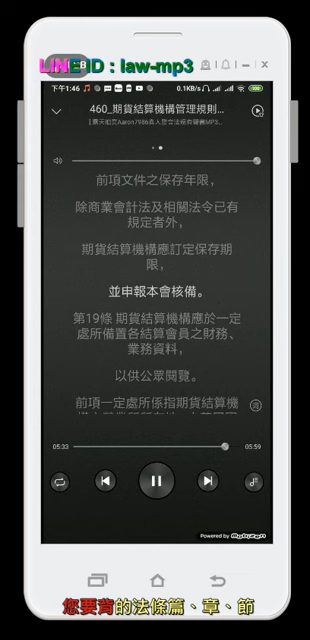 LINE ID：law-mp3
下午1:46
0.1KB/s
460_期貨結算機構管理規則...
前項文件之保存年限，
除商業會計法及相關法令已有
規定者外，
期貨結算機構應訂定保存期
限，
並申報本會核備。
第19條 期貨結算機構應於一定
處所備置各結算會員之財務、
業務資料，
以供公眾閱覽。
前項一定處所係指期貨結算機
05:33
05:59
Powered by
您要背的法條篇、章、節